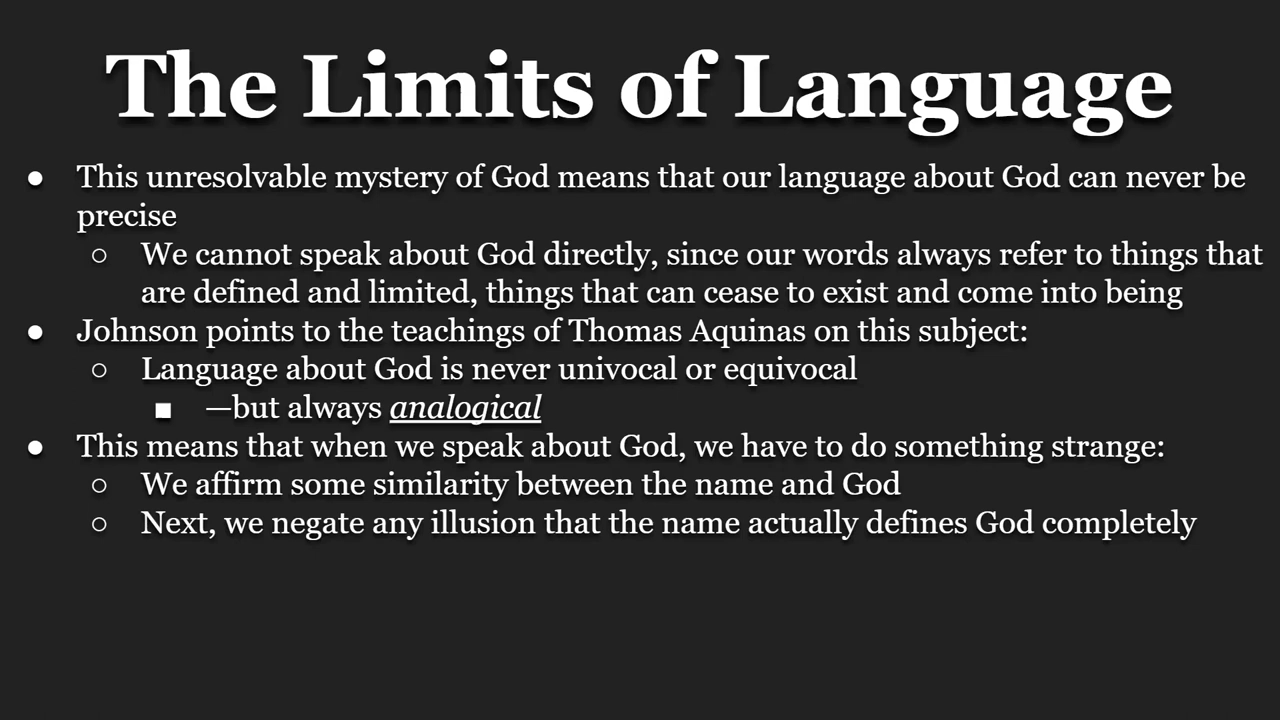 The Limits of Language
● This unresolvable mystery of God means that our language about God can never be
precise
○ We cannot speak about God directly, since our words always refer to things that
are defined and limited, things that can cease to exist and come into being
● Johnson points to the teachings of Thomas Aquinas on this subject:
○ Language about God is never univocal or equivocal
■ —but always analogical
● This means that when we speak about God, we have to do something strange:
○ We affirm some similarity between the name and God
○ Next, we negate any illusion that the name actually defines God completely